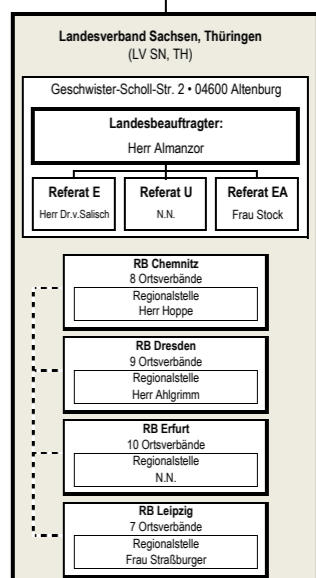 Landesverband Sachsen, Thüringen
(LV SN, TH)
Geschwister-Scholl-Str. 2 • 04600 Altenburg
Landesbeauftragter:
Herr Almanzor
Referat E
Herr Dr.v.Salisch
Referat U
N.N.
Referat EA
Frau Stock
RB Chemnitz
8 Ortsverbände
Regionalstelle
Herr Hoppe
RB Dresden
9 Ortsverbände
Regionalstelle
Herr Ahlgrimm
RB Erfurt
10 Ortsverbände
Regionalstelle
N.N.
RB Leipzig
7 Ortsverbände
Regionalstelle
Frau Straßburger